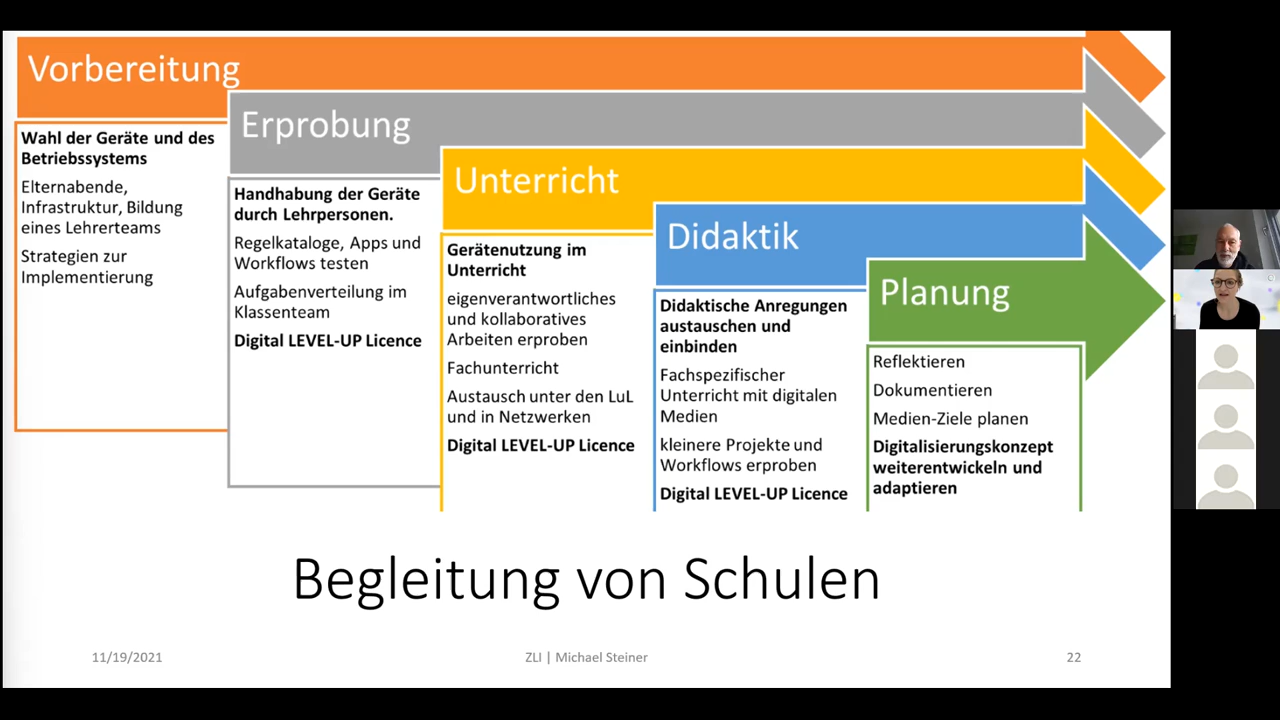 Vorbereitung
Wahl der Geräte und des
Betriebssystems
Elternabende,
Infrastruktur, Bildung
eines Lehrerteams
Strategien zur
Implementierung
Erprobung
Handhabung der Geräte
durch Lehrpersonen.
Regelkataloge, Apps und
Workflows testen
Aufgabenverteilung im
Klassenteam
Digital LEVEL-UP Licence
Unterricht
Gerätenutzung im
Unterricht
eigenverantwortliches
und kollaboratives
Arbeiten erproben
Fachunterricht
Austausch unter den LuL
und in Netzwerken
Digital LEVEL-UP Licence
Didaktik
Didaktische Anregungen
austauschen und
einbinden
Fachspezifischer
Unterricht mit digitalen
Medien
kleinere Projekte und
Workflows erproben
Digital LEVEL-UP Licence
Planung
Reflektieren
Dokumentieren
Medien-Ziele planen
Digitalisierungskonzept
weiterentwickeln und
adaptieren
Begleitung von Schulen
11/19/2021
ZLI | Michael Steiner
22